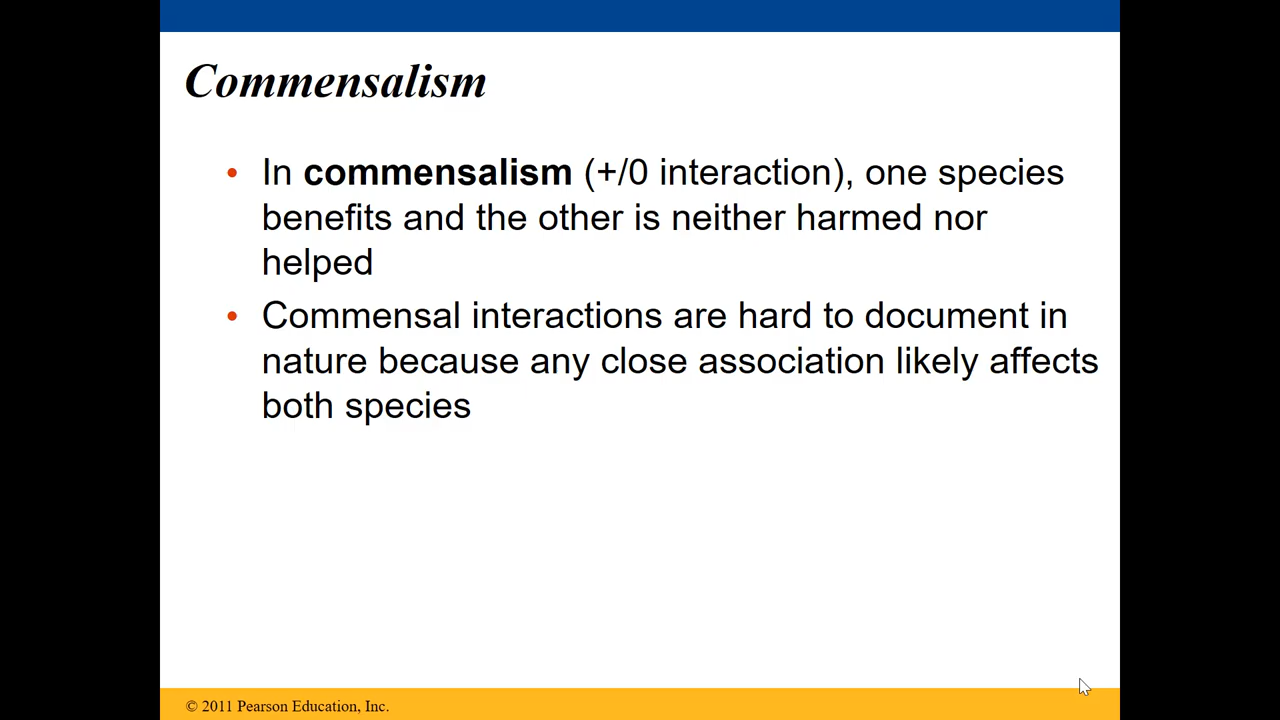 Commensalism
• In commensalism (+/0 interaction), one species
benefits and the other is neither harmed nor
helped
• Commensal interactions are hard to document in
nature because any close association likely affects
both species
© 2011 Pearson Education, Inc.